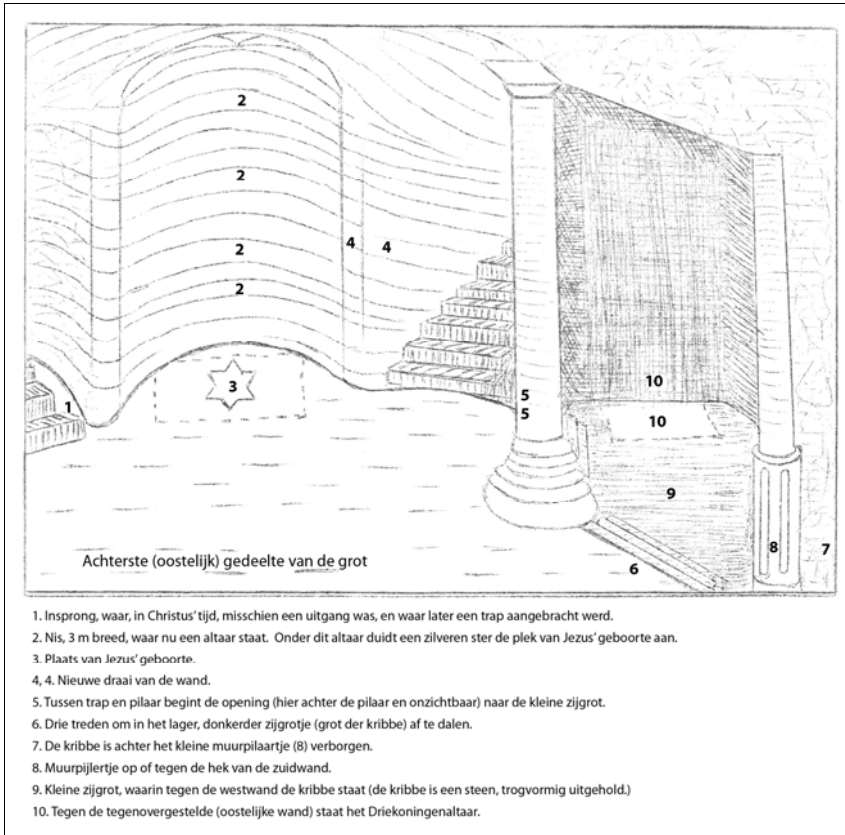 2
2
2
2
4
4
3
1
5
5
10
10
9
8
7
6
Achterste (oostelijk) gedeelte van de grot
1. Insprong, waar, in Christus' tijd, misschien een uitgang was, en waar later een trap aangebracht werd.
2. Nis, 3 m breed, waar nu een altaar staat. Onder dit altaar duidt een zilveren ster de plek van Jezus' geboorte aan.
3. Plaats van Jezus' geboorte.
4, 4. Nieuwe draai van de wand.
5. Tussen trap en pilaar begint de opening (hier achter de pilaar en onzichtbaar) naar de kleine zijgrot.
6. Drie treden om in het lager, donkerder zijgrotje (grot der kribbe) af te dalen.
7. De kribbe is achter het kleine muurpilaartje (8) verborgen.
8. Muurpijlertje op of tegen de hek van de zuidwand.
9. Kleine zijgrot, waarin tegen de westwand de kribbe staat (de kribbe is een steen, trogvormig uitgehold.)
10. Tegen de tegenovergestelde (oostelijke wand) staat het Driekoningenaltaar.